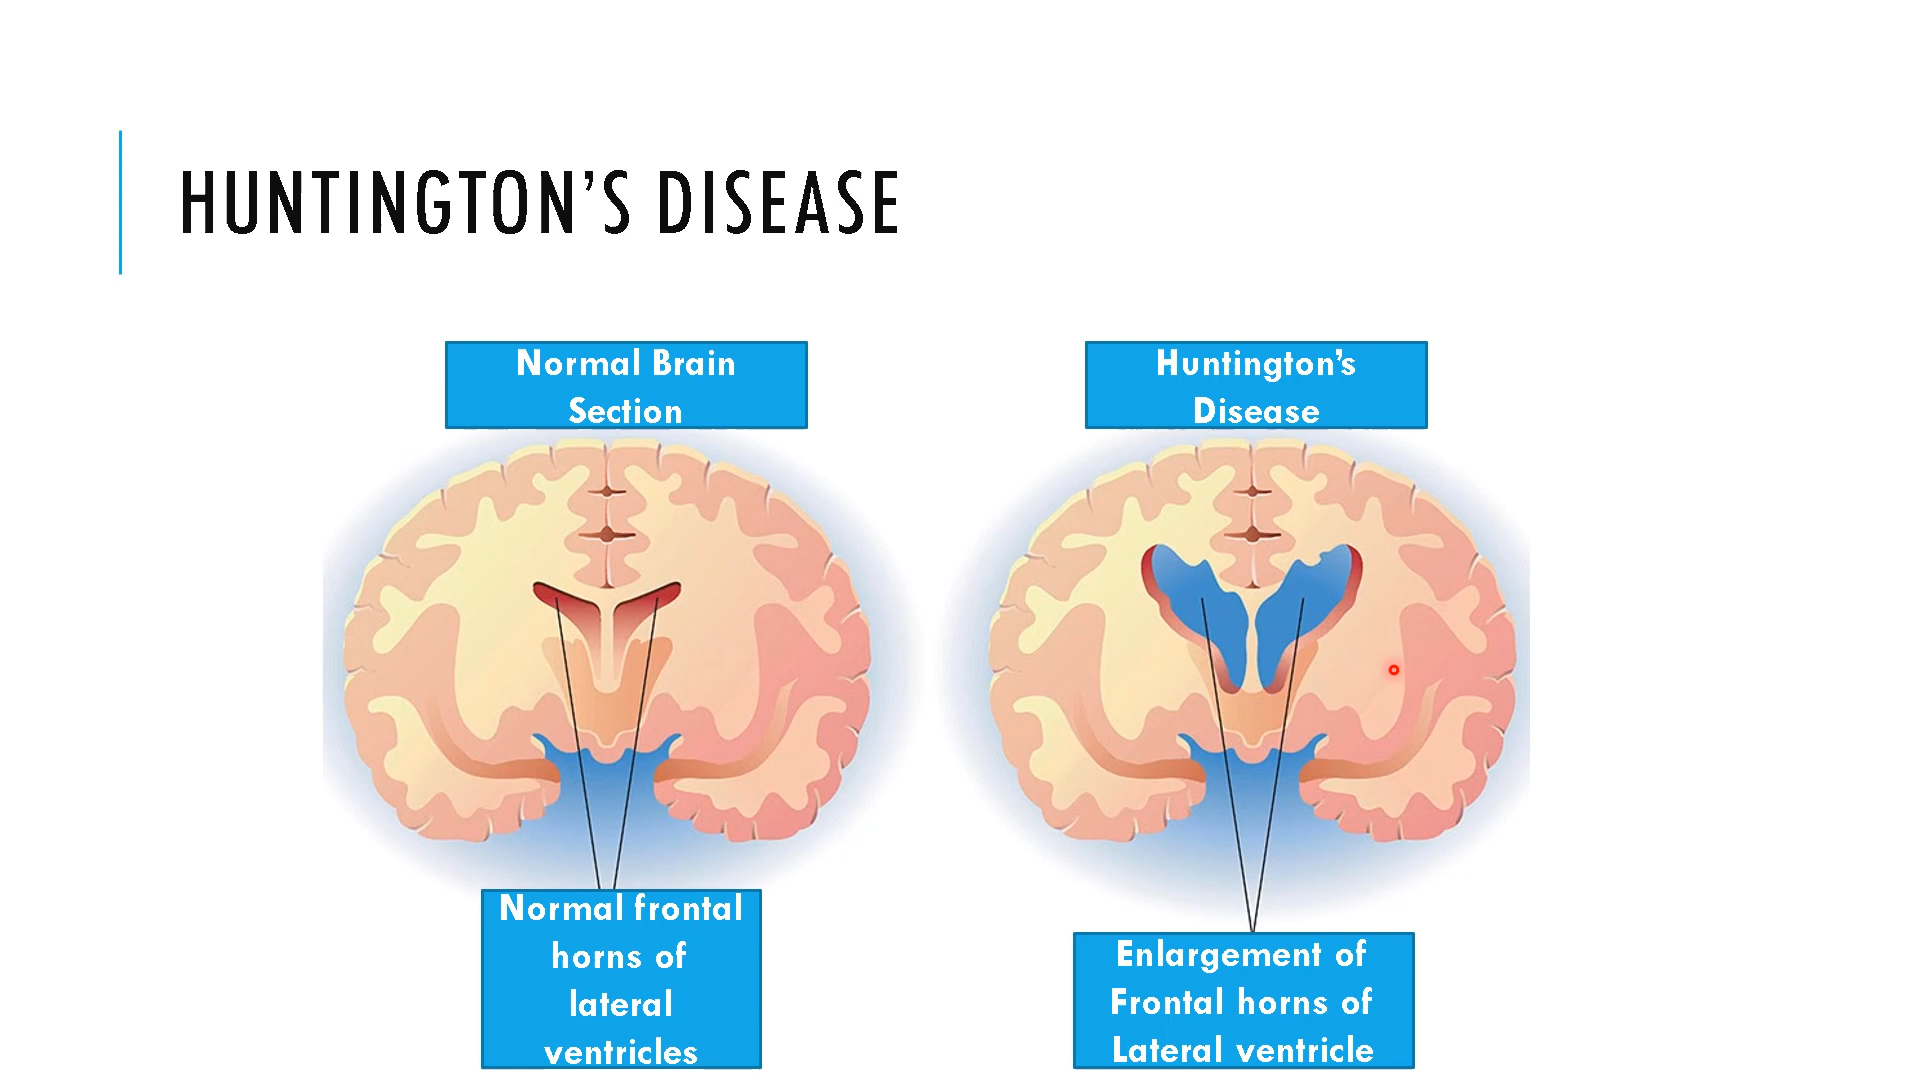 HUNTINGTON’S DISEASE
Normal Brain
Section
Huntington’s
Disease
Normal frontal
horns of
lateral
ventricles
Enlargement of
Frontal horns of
Lateral ventricle